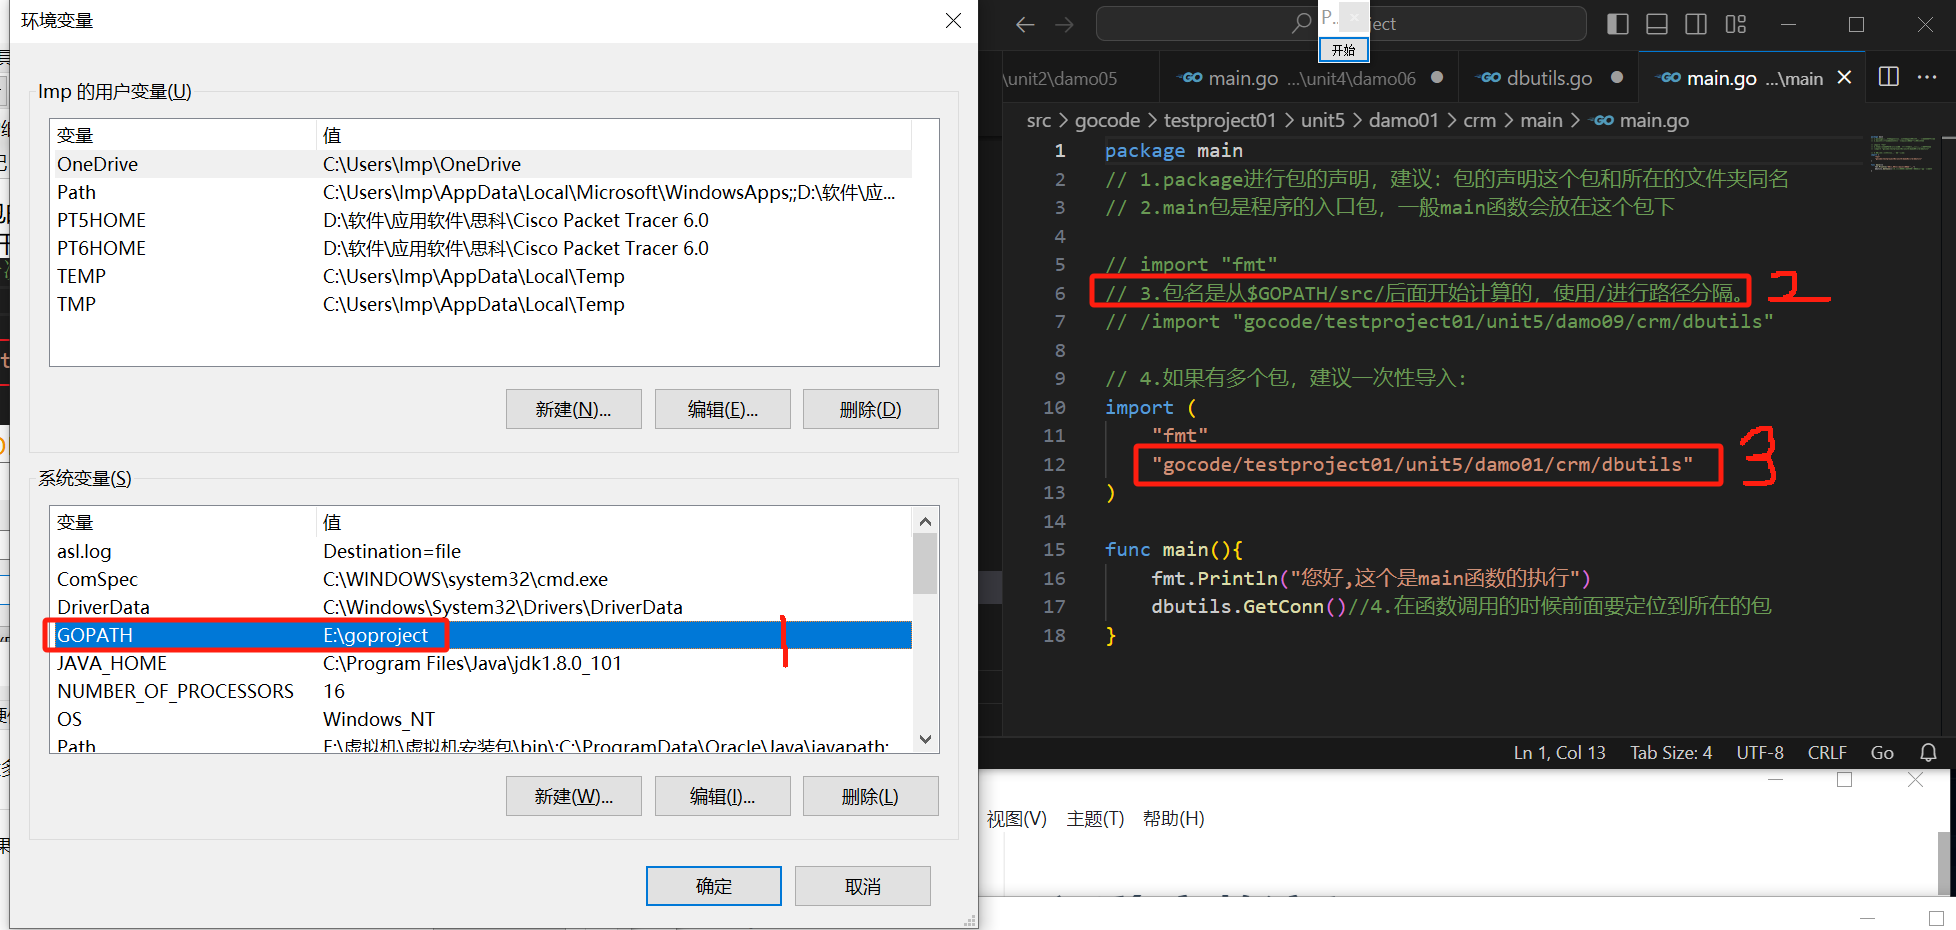 环境变量
Imp 的用户变量(U)
变量 值
OneDrive C:\Users\Imp\OneDrive
Path C:\Users\Imp\AppData\Local\Microsoft\WindowsApps;;D:\软件\应...
PT5HOME D:\软件\应用软件\思科\Cisco Packet Tracer 6.0
PT6HOME D:\软件\应用软件\思科\Cisco Packet Tracer 6.0
TEMP C:\Users\Imp\AppData\Local\Temp
TMP C:\Users\Imp\AppData\Local\Temp
新建(N)... 编辑(E)... 删除(D)
系统变量(S)
变量 值
asl.log Destination=file
ComSpec C:\WINDOWS\system32\cmd.exe
DriverData C:\Windows\System32\Drivers\DriverData
GOPATH E:\goproject
1
JAVA_HOME C:\Program Files\Java\jdk1.8.0_101
NUMBER_OF_PROCESSORS 16
OS Windows_NT
Path E:\虚拟机\虚拟机安装包\bin\;C:\ProgramData\Oracle\Java\javapath;
新建(W)... 编辑(I)... 删除(L)
确定 取消
P.. ject
开始
\unit2\damo05 main.go ...\unit4\damo06 dbutils.go main.go ...\main
src > gocode > testproject01 > unit5 > damo01 > crm > main > main.go
1 package main
2 // 1.package进行包的声明，建议：包的声明这个包和所在的文件夹同名
3 // 2.main包是程序的入口包，一般main函数会放在这个包下
4
5 // import "fmt"
6 // 3.包名是从$GOPATH/src/后面开始计算的，使用/进行路径分隔。
2
7 // /import "gocode/testproject01/unit5/damo09/crm/dbutils"
8
9 // 4.如果有多个包，建议一次性导入：
10 import (
11 "fmt"
12 "gocode/testproject01/unit5/damo01/crm/dbutils"
3
13 )
14
15 func main(){
16 fmt.Println("您好,这个是main函数的执行")
17 dbutils.GetConn()//4.在函数调用的时候前面要定位到所在的包
18 }
Ln 1, Col 13 Tab Size: 4 UTF-8 CRLF Go
视图(V) 主题(T) 帮助(H)